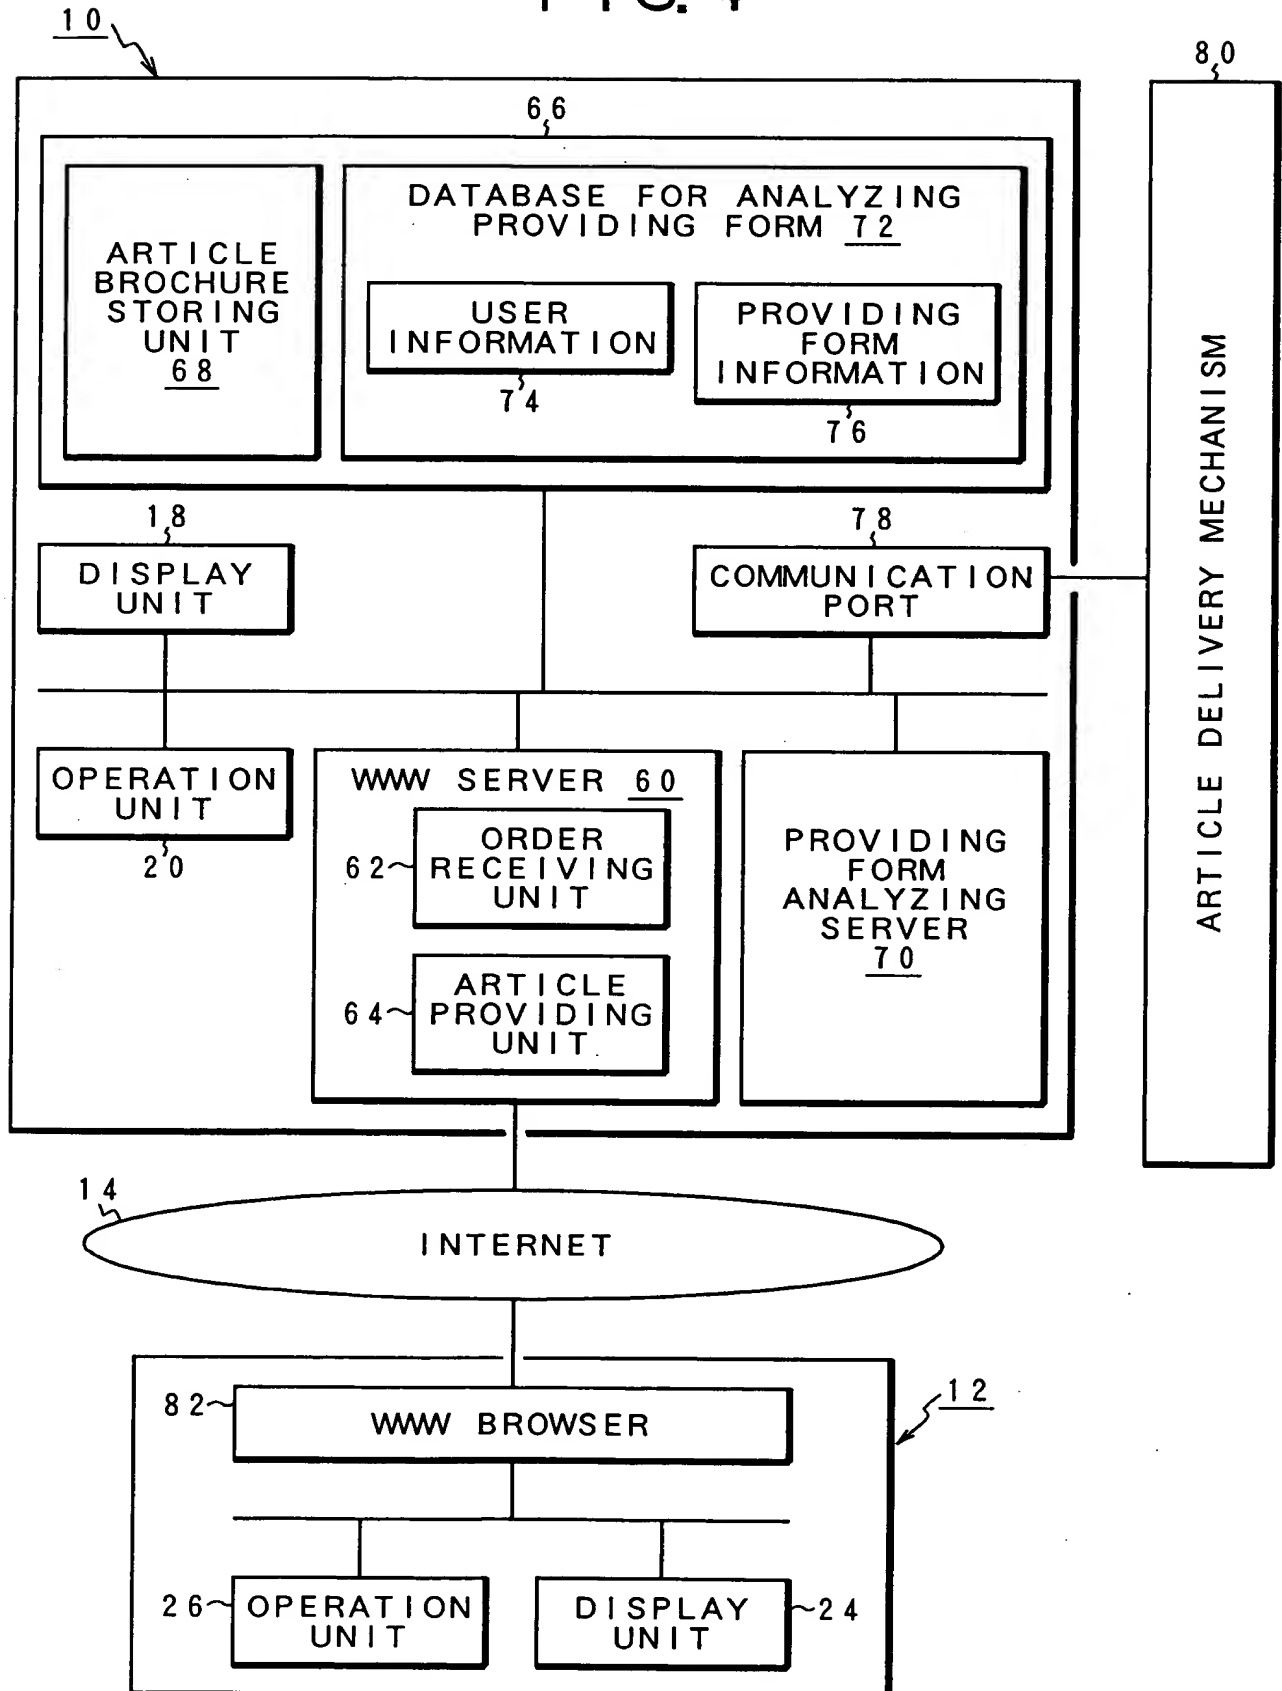 10
80
66
DATABASE FOR ANALYZING
PROVIDING FORM 72
ARTICLE
BROCHURE
STORING
UNIT
68
USER
INFORMATION
74
PROVIDING
FORM
INFORMATION
76
18
DISPLAY
UNIT
78
COMMUNICATION
PORT
ARTICLE DELIVERY MECHANISM
OPERATION
UNIT
20
WWW SERVER 60
62
ORDER
RECEIVING
UNIT
64
ARTICLE
PROVIDING
UNIT
PROVIDING
FORM
ANALYZING
SERVER
70
14
INTERNET
82
WWW BROWSER
12
26
OPERATION
UNIT
DISPLAY
UNIT
24